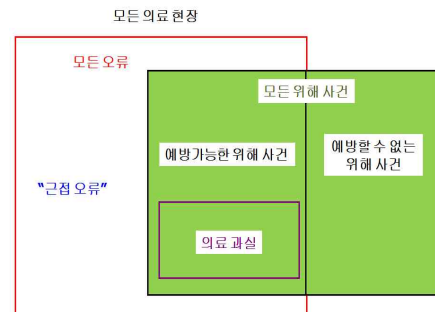 모든 의료 현장
모든 오류
모든 위해 사건
예방가능한 위해 사건
예방할 수 없는
위해 사건
"근접 오류"
의료 과실